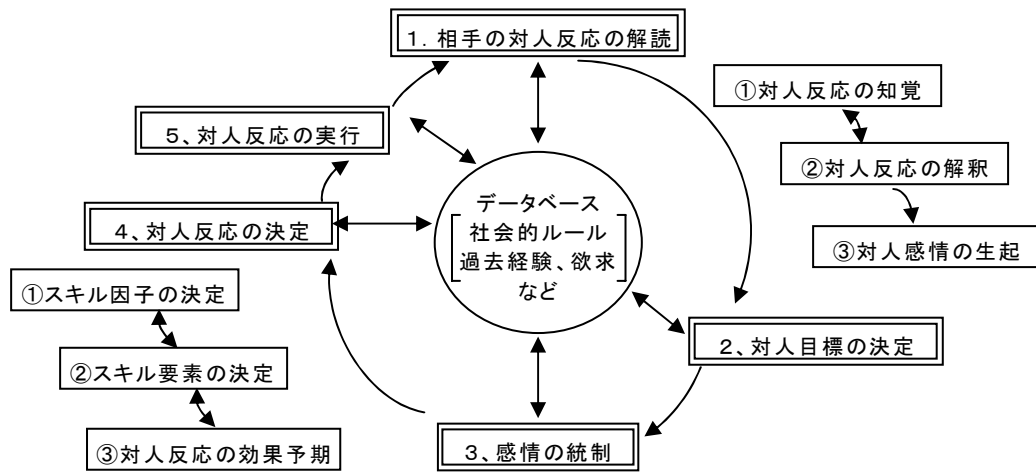 1. 相手の対人反応の解読
①対人反応の知覚
②対人反応の解釈
③対人感情の生起
5、対人反応の実行
4、対人反応の決定
データベース
社会的ルール
過去経験、欲求
など
2、対人目標の決定
3、感情の統制
①スキル因子の決定
②スキル要素の決定
③対人反応の効果予期